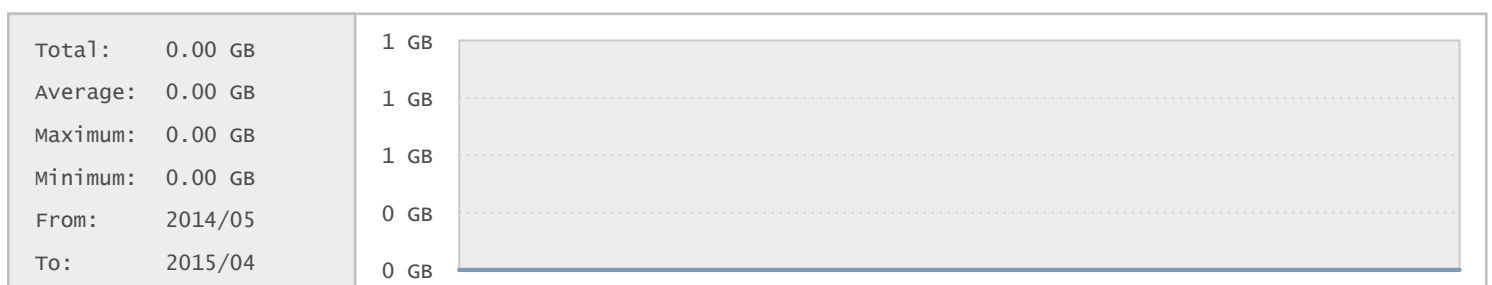 Total: 0.00 GB
Average: 0.00 GB
Maximum: 0.00 GB
Minimum: 0.00 GB
From: 2014/05
To: 2015/04
1 GB
1 GB
1 GB
0 GB
0 GB